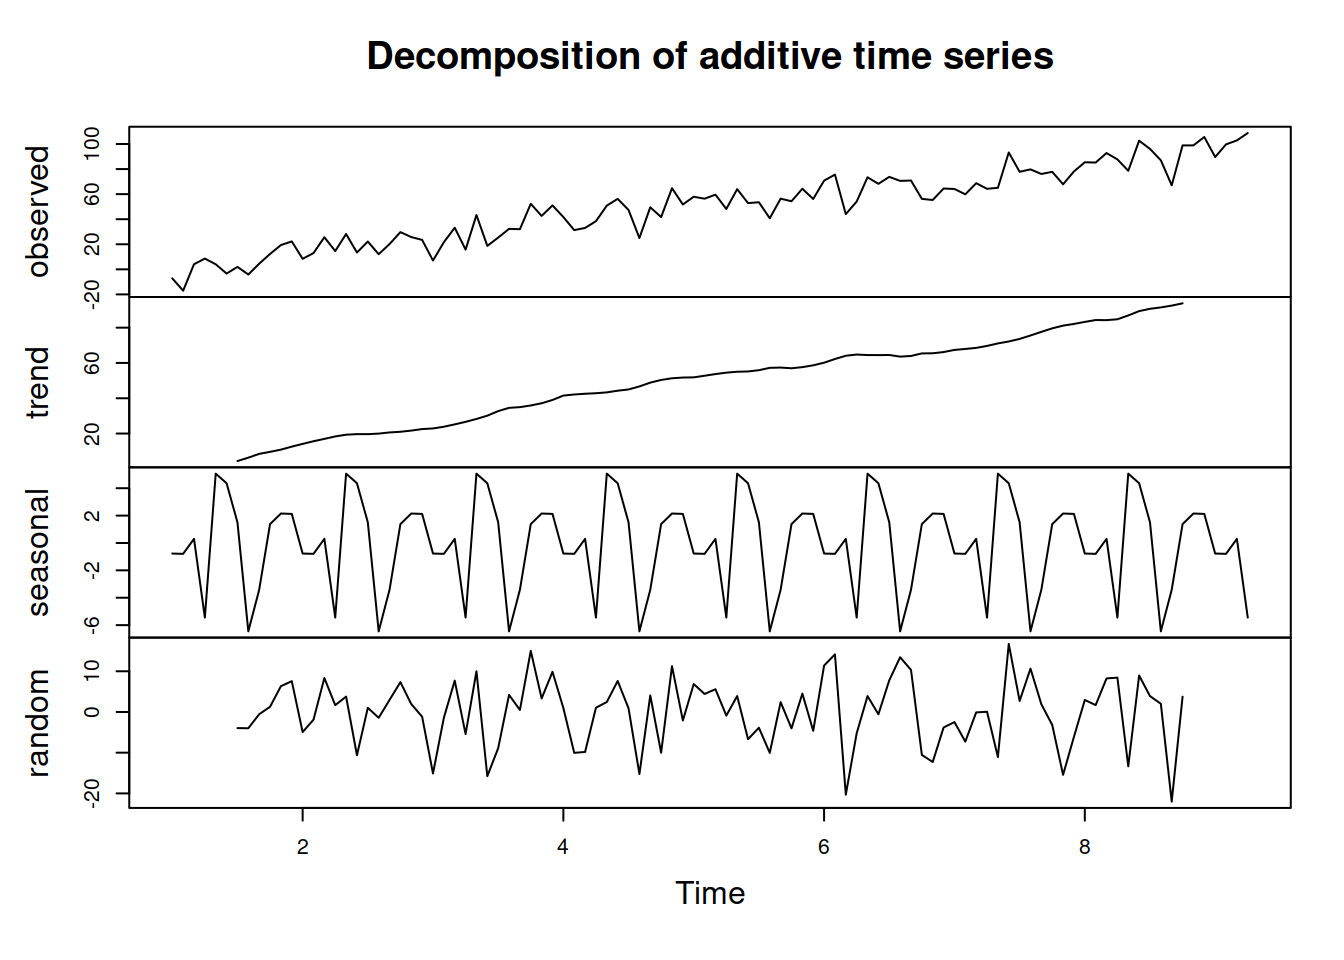 Decomposition of additive time series
observed
-20 20 60 100
trend
20 60
seasonal
-6 -2 2
random
-20 0 10
2 4 6 8
Time